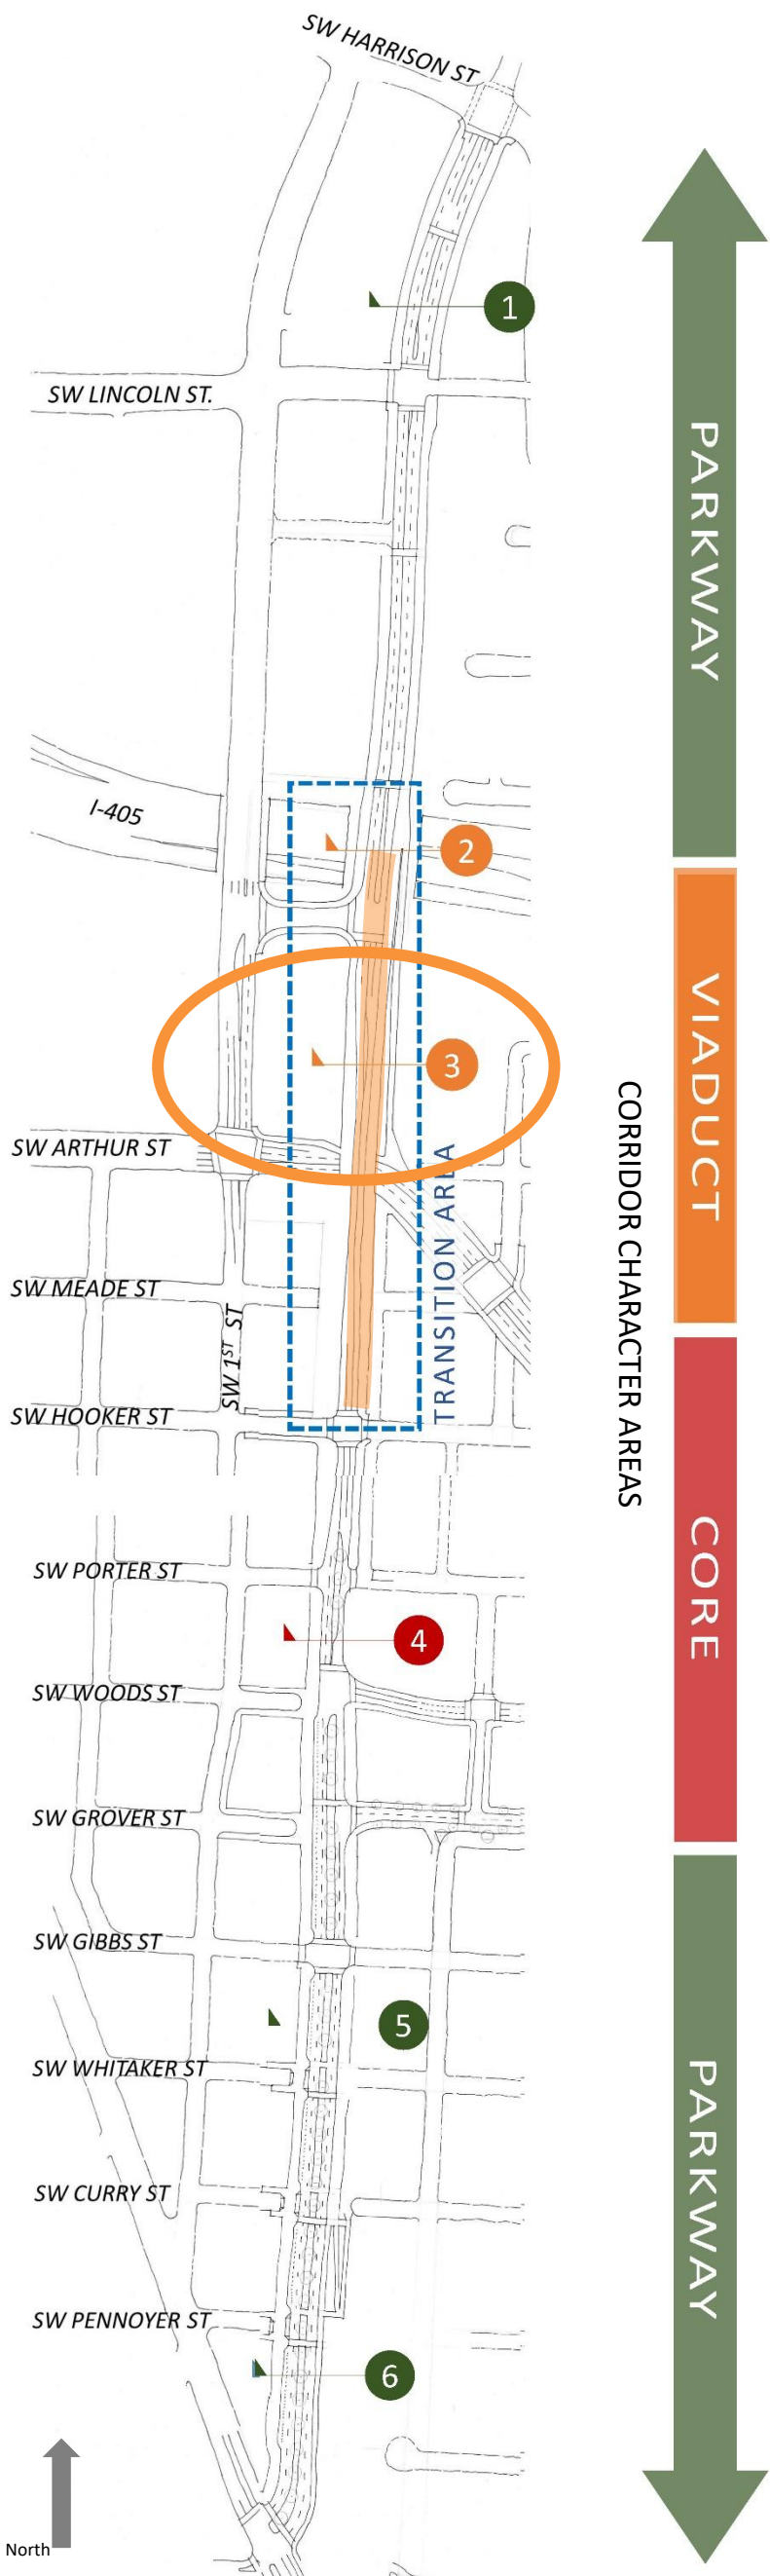 SW HARRISON ST
1
SW LINCOLN ST.
PARKWAY
I-405
2
VIADUCT
3
SW ARTHUR ST
TRANSITION AREA
CORRIDOR CHARACTER AREAS
SW MEADE ST
SW 1ST ST
SW HOOKER ST
CORE
SW PORTER ST
4
SW WOODS ST
SW GROVER ST
SW GIBBS ST
5
SW WHITAKER ST
PARKWAY
SW CURRY ST
SW PENNOYER ST
6
North